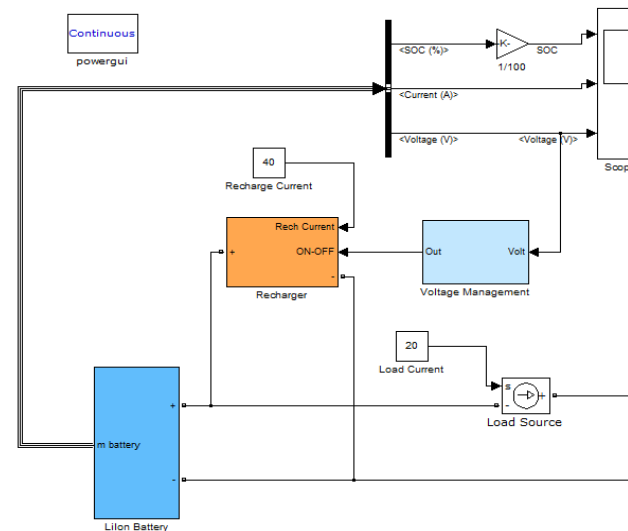 Continuous
powergui
<SOC (%)>
K-
1/100
SOC
<Current (A)>
<Voltage (V)>
<Voltage (V)>
Scop
40
Recharge Current
Rech Current
+
ON-OFF
-
Recharger
Out
Volt
Voltage Management
20
Load Current
s
-
+
Load Source
+
m battery
-
LiIon Battery